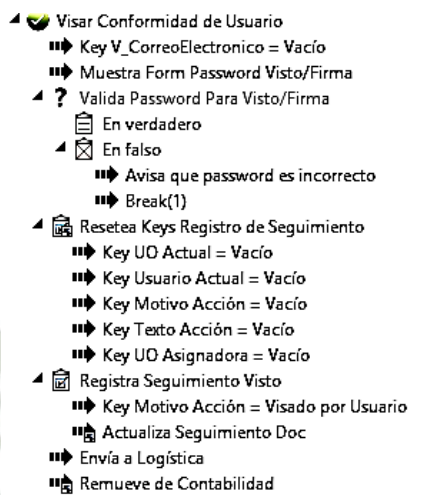 Visar Conformidad de Usuario
Key V_CorreoElectronico = Vacío
Muestra Form Password Visto/Firma
Valida Password Para Visto/Firma
En verdadero
En falso
Avisa que password es incorrecto
Break(1)
Resetea Keys Registro de Seguimiento
Key UO Actual = Vacío
Key Usuario Actual = Vacío
Key Motivo Acción = Vacío
Key Texto Acción = Vacío
Key UO Asignadora = Vacío
Registra Seguimiento Visto
Key Motivo Acción = Visado por Usuario
Actualiza Seguimiento Doc
Envía a Logística
Remueve de Contabilidad